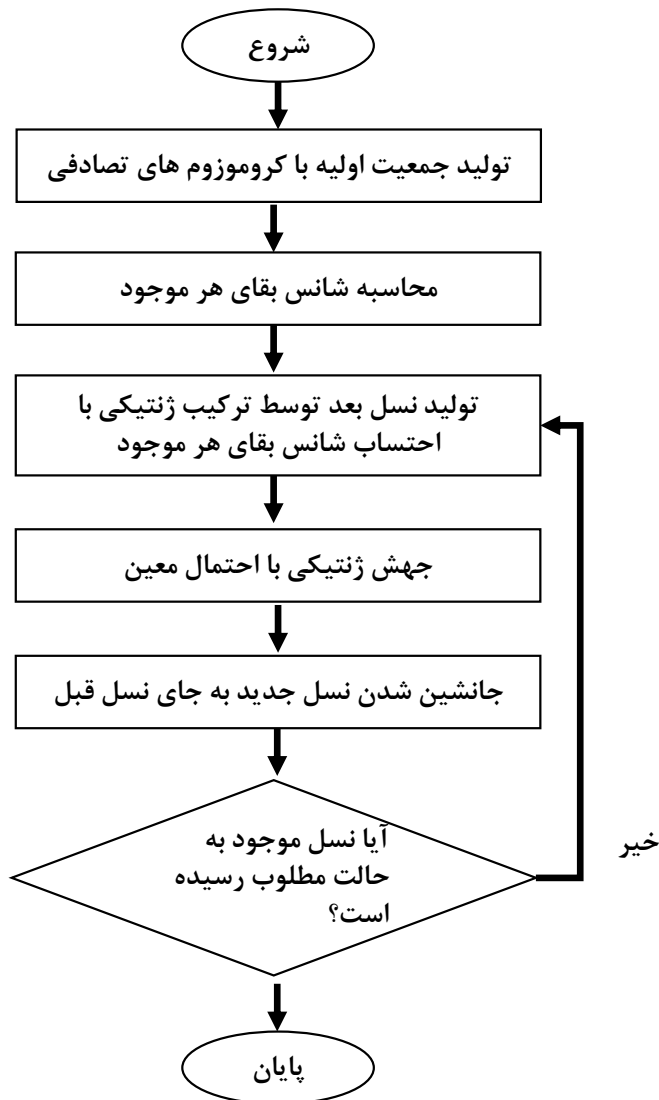 شروع
تولید جمعیت اولیه با کروموزوم های تصادفی
محاسبه شانس بقای هر موجود
تولید نسل بعد توسط ترکیب ژنتیکی با
احتساب شانس بقای هر موجود
جهش ژنتیکی با احتمال معین
جانشین شدن نسل جدید به جای نسل قبل
آیا نسل موجود به
حالت مطلوب رسیده
است؟
خیر
پایان